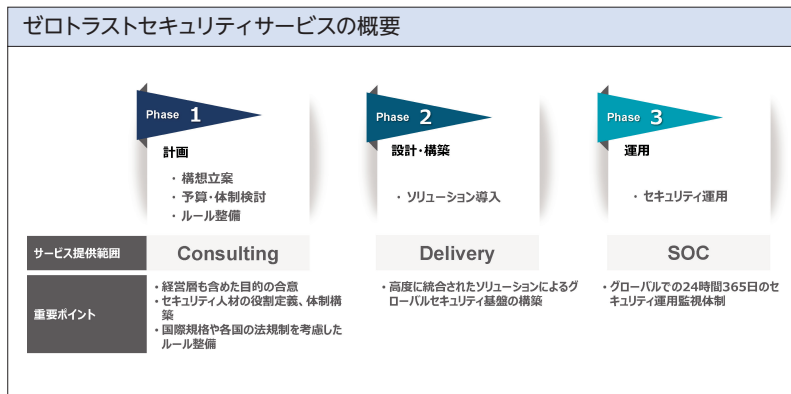 ゼロトラストセキュリティサービスの概要
Phase 1
計画
・ 構想立案
・ 予算・体制検討
・ ルール整備
Phase 2
設計・構築
・ ソリューション導入
Phase 3
運用
・ セキュリティ運用
サービス提供範囲
Consulting
Delivery
SOC
重要ポイント
・経営層も含めた目的の合意
・セキュリティ人材の役割定義、体制構
築
・国際規格や各国の法規制を考慮した
ルール整備
・高度に統合されたソリューションによるグ
ローバルセキュリティ基盤の構築
・グローバルでの24時間365日のセ
キュリティ運用監視体制